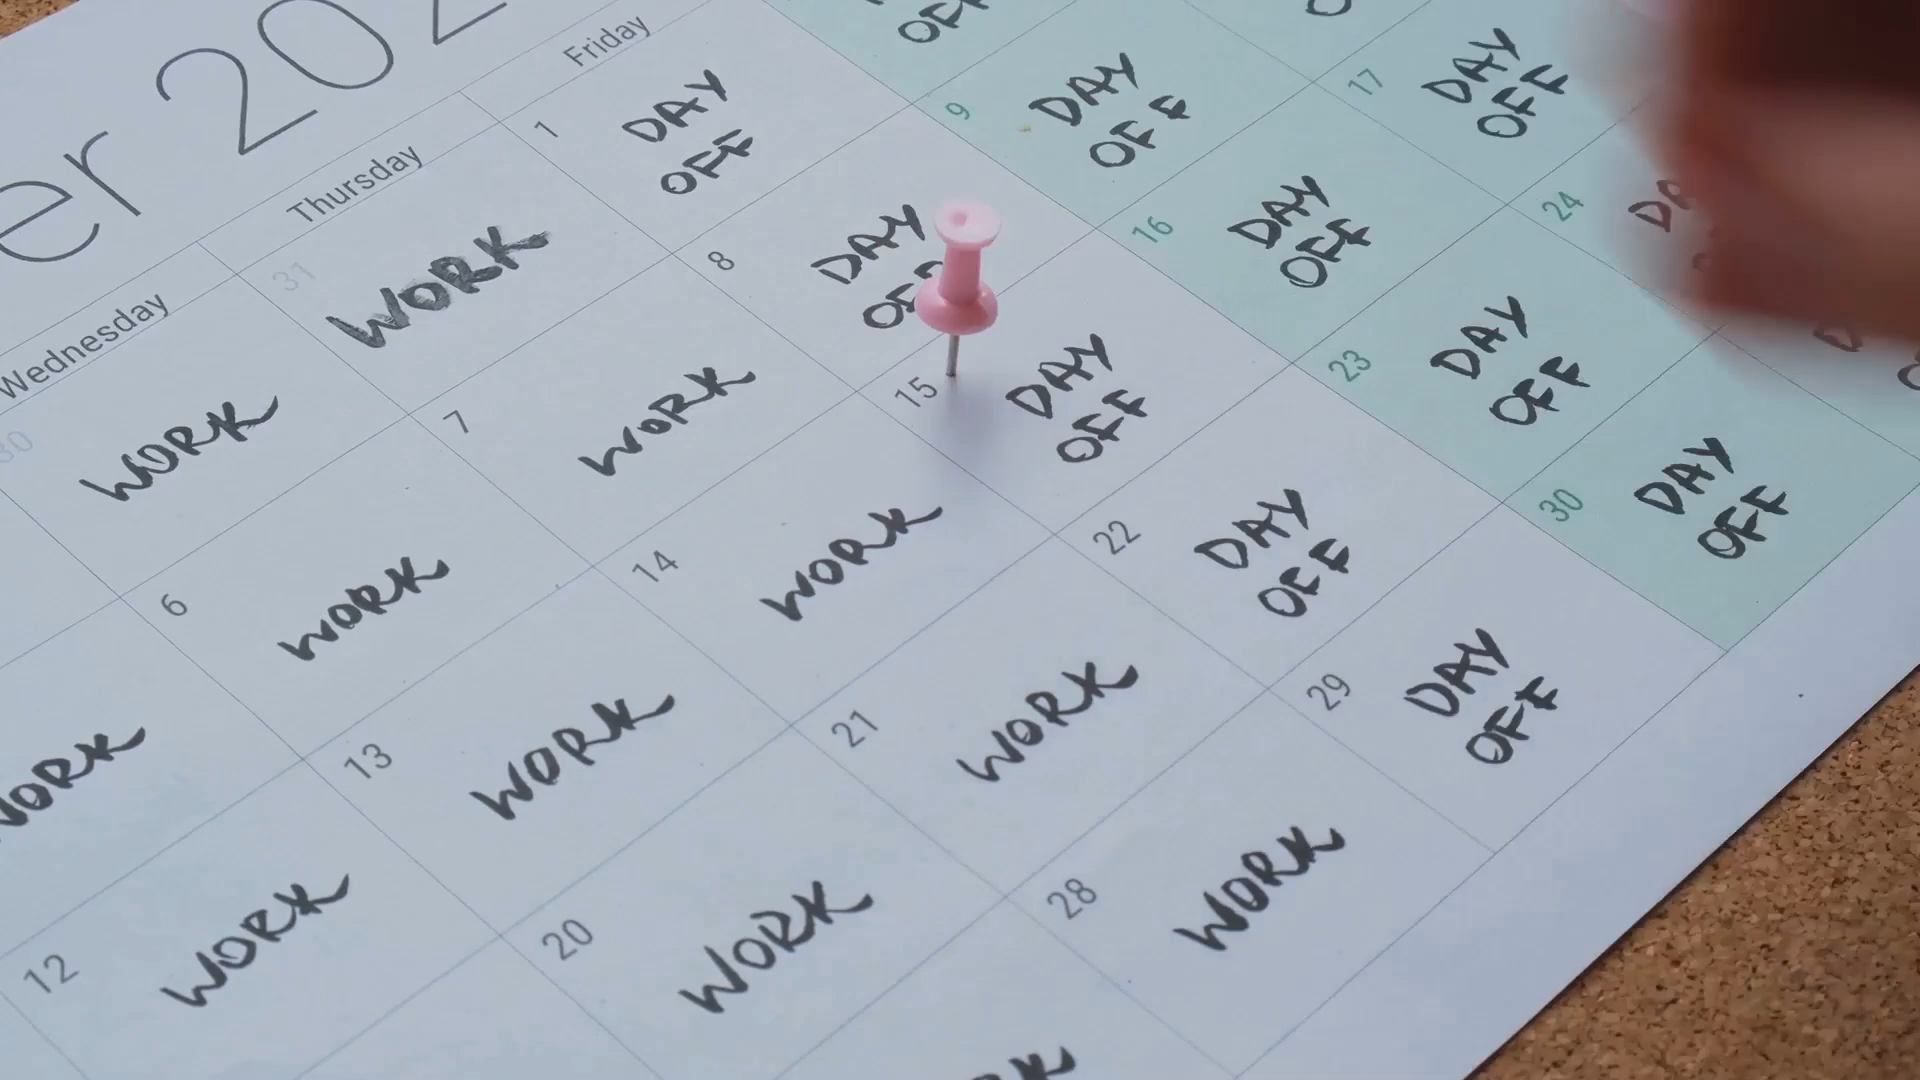 er 202
Wednesday Thursday Friday
30 WORK 31 WORK 1 DAY OFF
6 WORK 7 WORK 8 DAY OFF 9 DAY OFF
12 WORK 13 WORK 14 WORK 15 DAY OFF 16 DAY OFF 17 DAY OFF
20 WORK 21 WORK 22 DAY OFF 23 DAY OFF 24
28 WORK 29 DAY OFF 30 DAY OFF